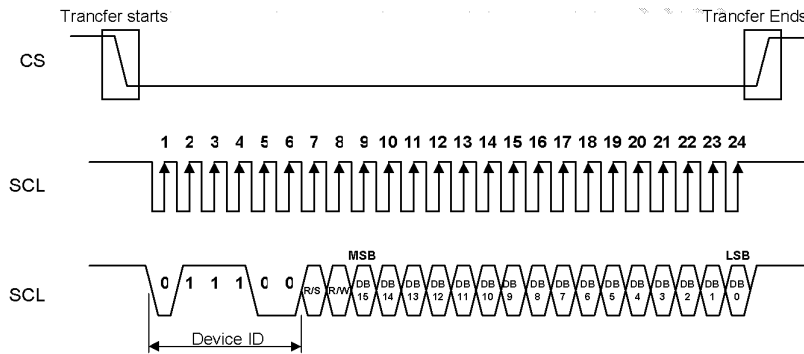 Transfer starts Transfer Ends
CS
1 2 3 4 5 6 7 8 9 10 11 12 13 14 15 16 17 18 19 20 21 22 23 24
SCL
MSB LSB
SCL 0 1 1 1 0 0 R/S R/W DB 15 DB 14 DB 13 DB 12 DB 11 DB 10 DB 9 DB 8 DB 7 DB 6 DB 5 DB 4 DB 3 DB 2 DB 1 DB 0
Device ID